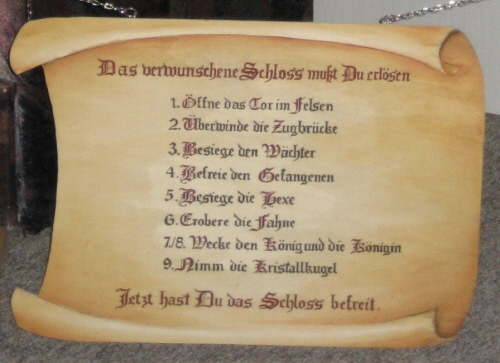 Das verwunschene Schloss mußt Du erlösen
1. Öffne das Tor im Felsen
2. Überwinde die Zugbrücke
3. Besiege den Wächter
4. Befreie den Gefangenen
5. Besiege die Hexe
6. Erobere die Fahne
7/8. Wecke den König und die Königin
9. Nimm die Kristallkugel
Jetzt hast Du das Schloss befreit.